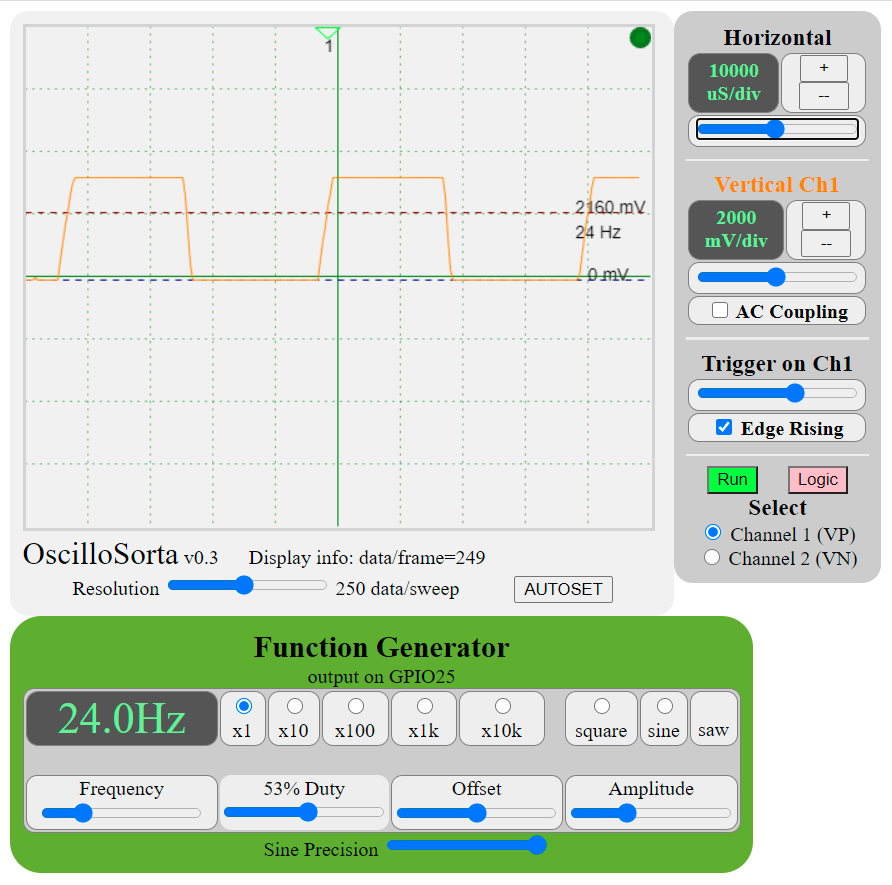 1
2160 mV
24 Hz
0 mV
Horizontal
10000
uS/div
+
--
Vertical Ch1
2000
mV/div
+
--
AC Coupling
Trigger on Ch1
Edge Rising
Run Logic
Select
Channel 1 (VP)
Channel 2 (VN)
OscilloSorta v0.3 Display info: data/frame=249
Resolution 250 data/sweep AUTOSET
Function Generator
output on GPIO25
24.0Hz x1 x10 x100 x1k x10k square sine saw
Frequency 53% Duty Offset Amplitude
Sine Precision